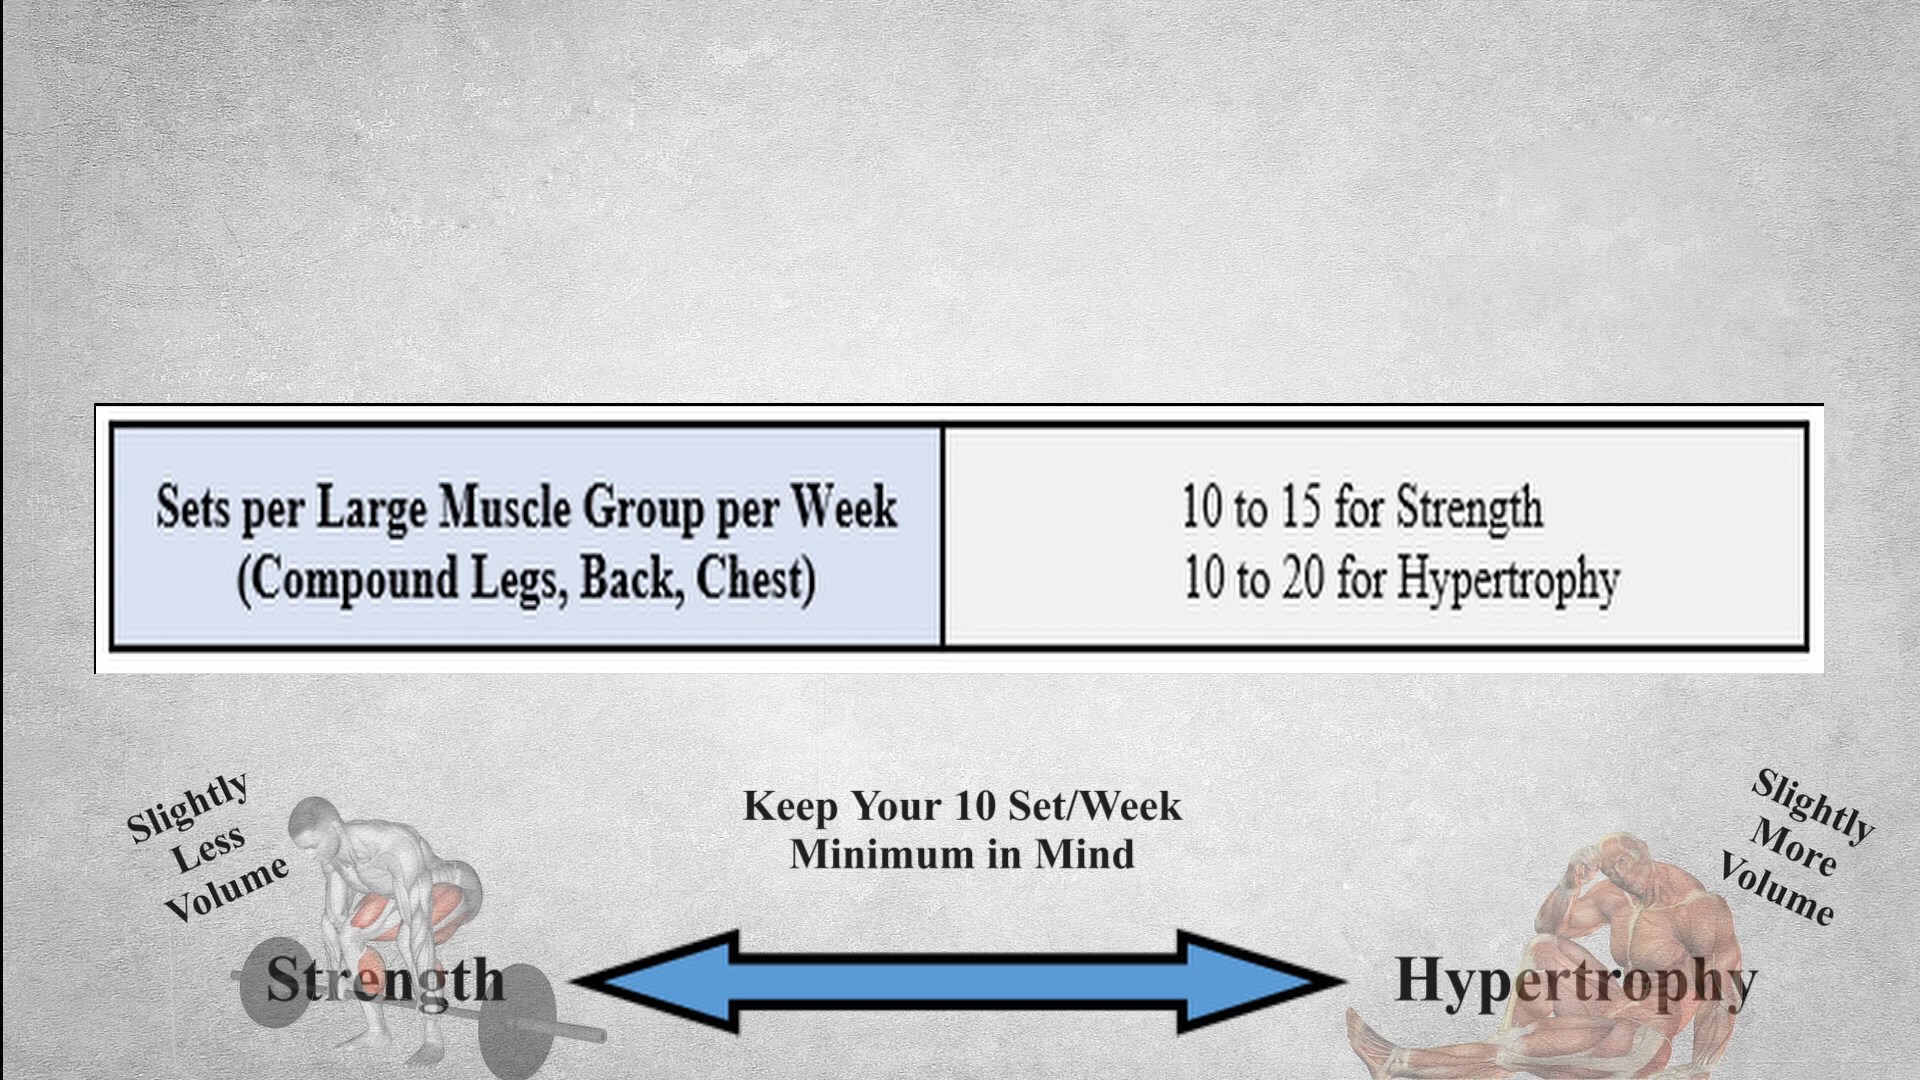 Sets per Large Muscle Group per Week
(Compound Legs, Back, Chest)
10 to 15 for Strength
10 to 20 for Hypertrophy
Slightly
Less
Volume
Keep Your 10 Set/Week
Minimum in Mind
Slightly
More
Volume
Strength
Hypertrophy